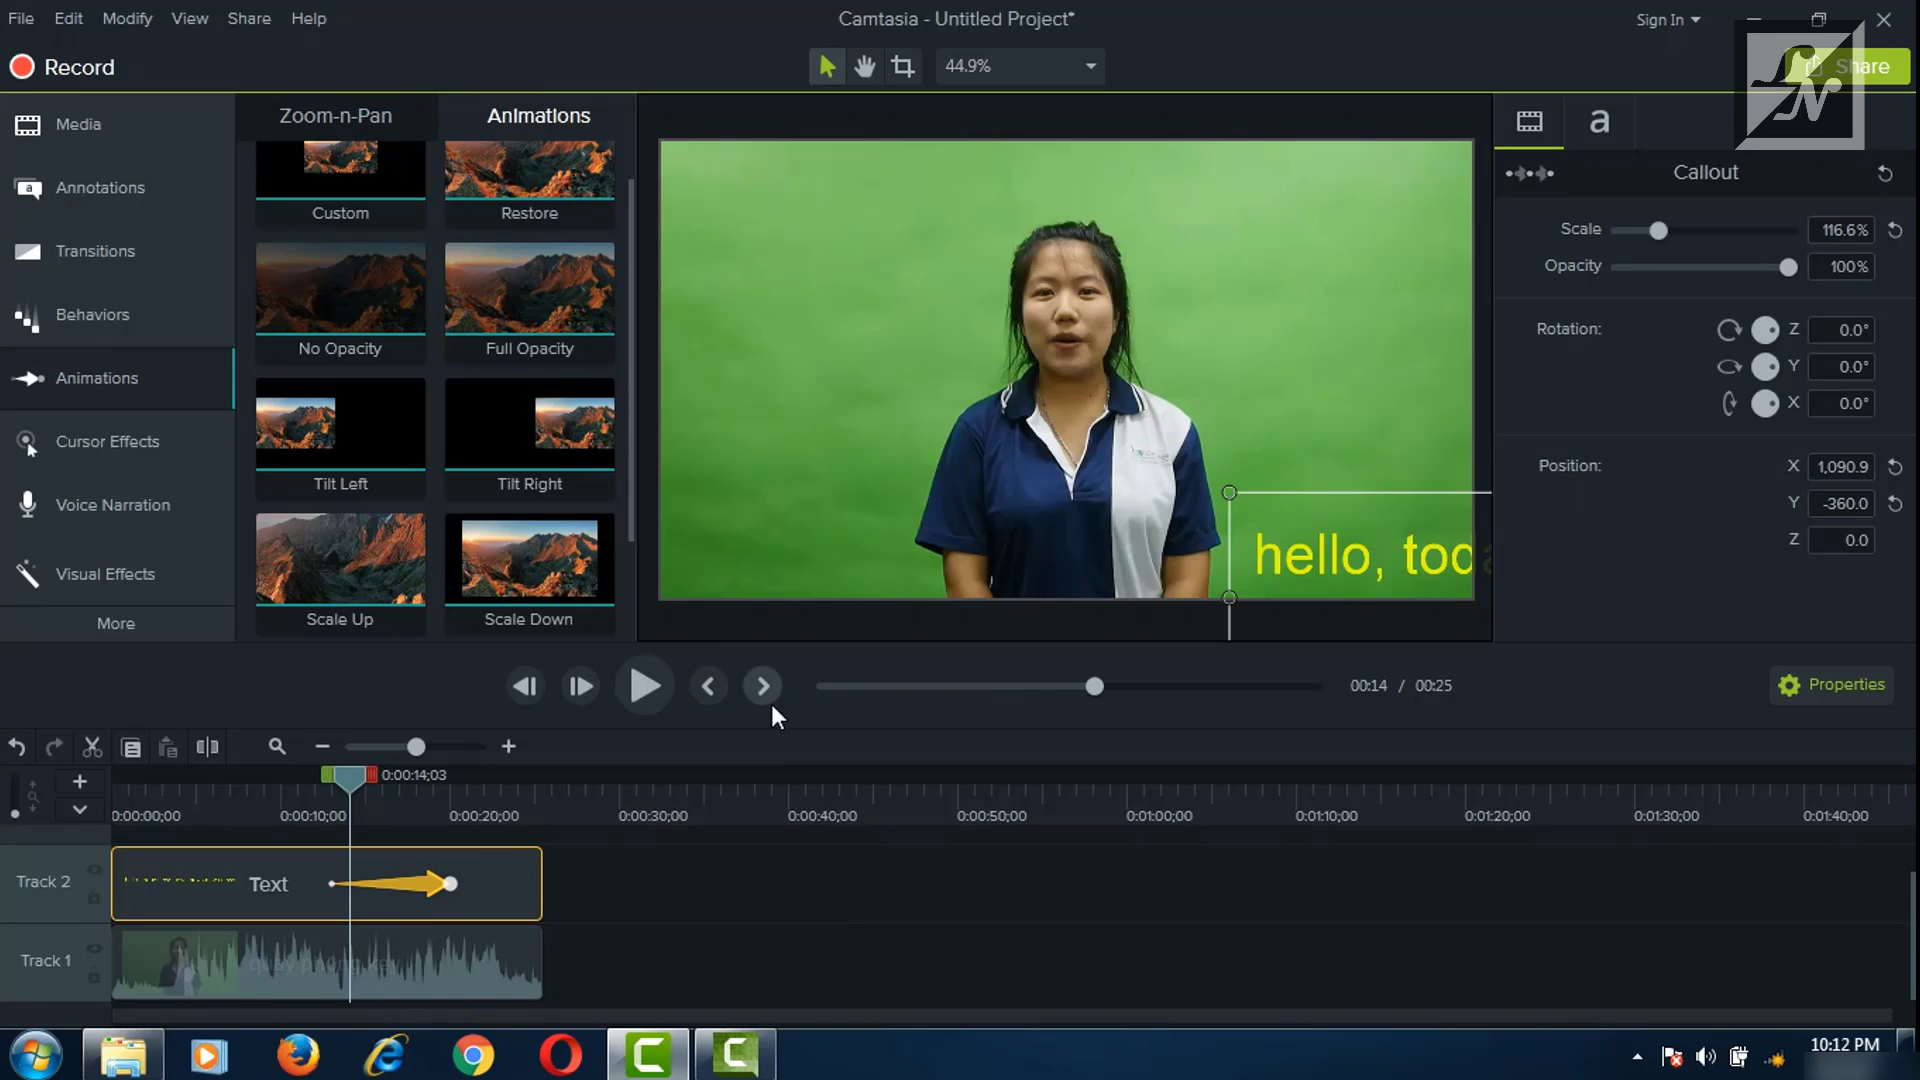 File Edit Modify View Share Help
Camtasia - Untitled Project*
Sign In
Record
44.9%
Share
Media
Annotations
Transitions
Behaviors
Animations
Cursor Effects
Voice Narration
Visual Effects
More
Zoom-n-Pan
Animations
Custom
Restore
No Opacity
Full Opacity
Tilt Left
Tilt Right
Scale Up
Scale Down
hello, toda
a
Callout
Scale 116.6%
Opacity 100%
Rotation: Z 0.0°
Y 0.0°
X 0.0°
Position: X 1,090.9
Y -360.0
Z 0.0
00:14 / 00:25
Properties
0:00:14;03
0:00:00;00 0:00:10;00 0:00:20;00 0:00:30;00 0:00:40;00 0:00:50;00 0:01:00;00 0:01:10;00 0:01:20;00 0:01:30;00 0:01:40;00
Track 2
Text
Track 1
quay phông key
10:12 PM